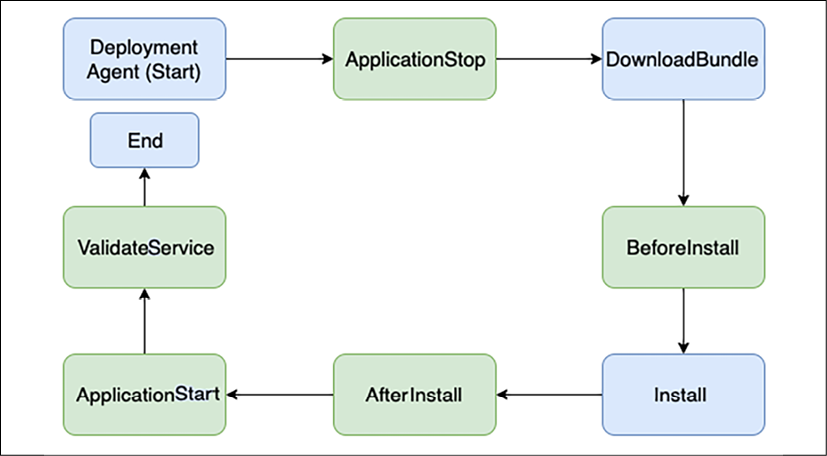 Deployment
Agent (Start)
ApplicationStop
DownloadBundle
End
ValidateService
BeforeInstall
ApplicationStart
AfterInstall
Install